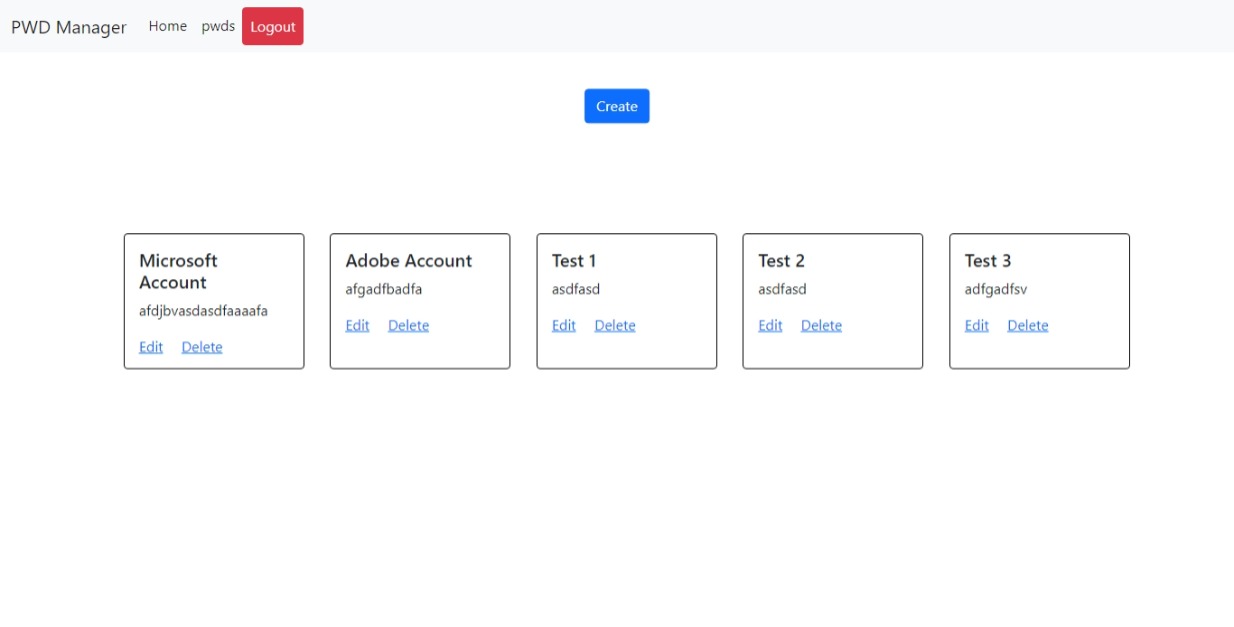 PWD Manager Home pwds Logout
Create
Microsoft
Account
afdjbvasdasdfaaaafa
Edit Delete
Adobe Account
afgadfbadfa
Edit Delete
Test 1
asdfasd
Edit Delete
Test 2
asdfasd
Edit Delete
Test 3
adfgadfsv
Edit Delete